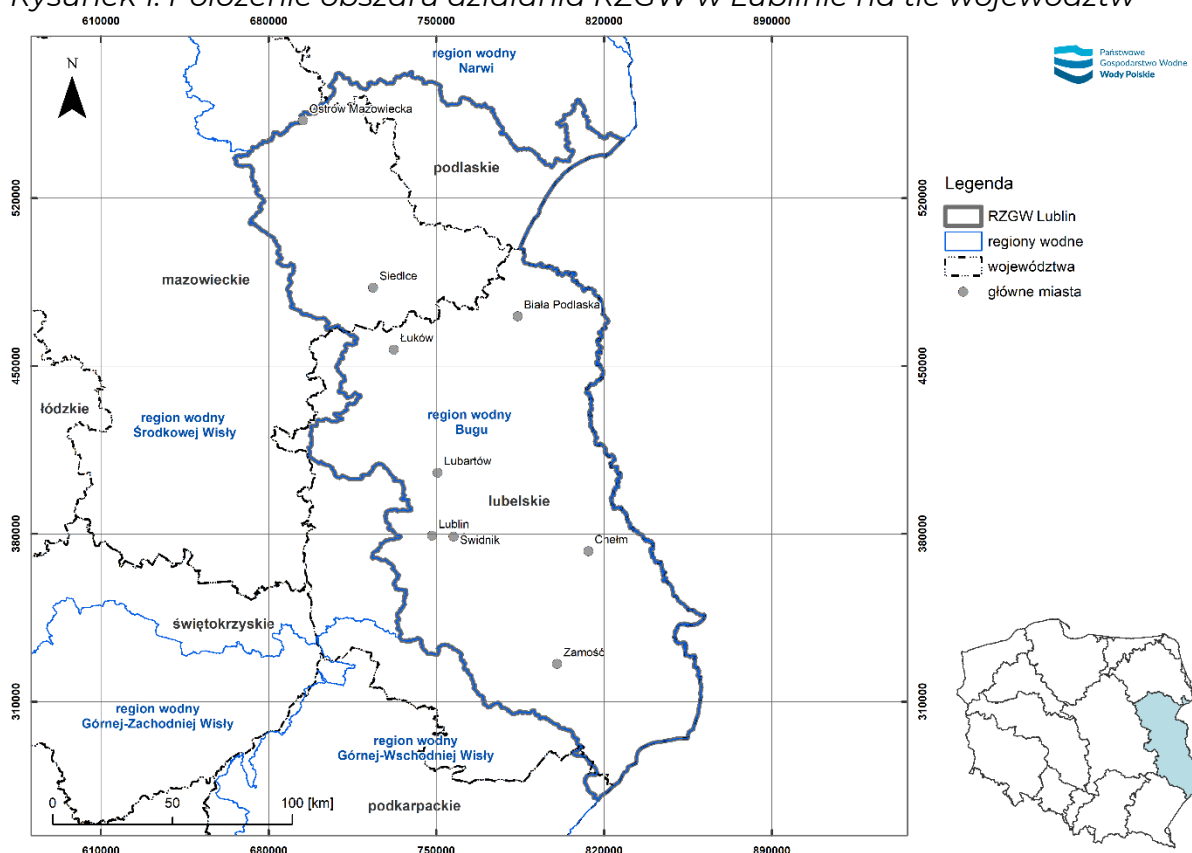 Rysunek 1. Położenie obszaru działania RZGW w Lublinie na tle województw
610000 680000 750000 820000 890000
Państwowe
Gospodarstwo Wodne
Wody Polskie
N
region wodny
Narwi
Ostrów Mazowiecka
podlaskie
520000 520000
mazowieckie
Siedlce
Biała Podlaska
Łuków
450000 450000
łódzkie
region wodny
Środkowej Wisły
region wodny
Bugu
Lubartów
lubelskie
Lublin
Świdnik
Chełm
380000 380000
świętokrzyskie
Zamość
310000 310000
region wodny
Górnej-Zachodniej Wisły
region wodny
Górnej-Wschodniej Wisły
podkarpackie
0 50 100 [km]
610000 680000 750000 820000 890000
Legenda
RZGW Lublin
regiony wodne
województwa
główne miasta